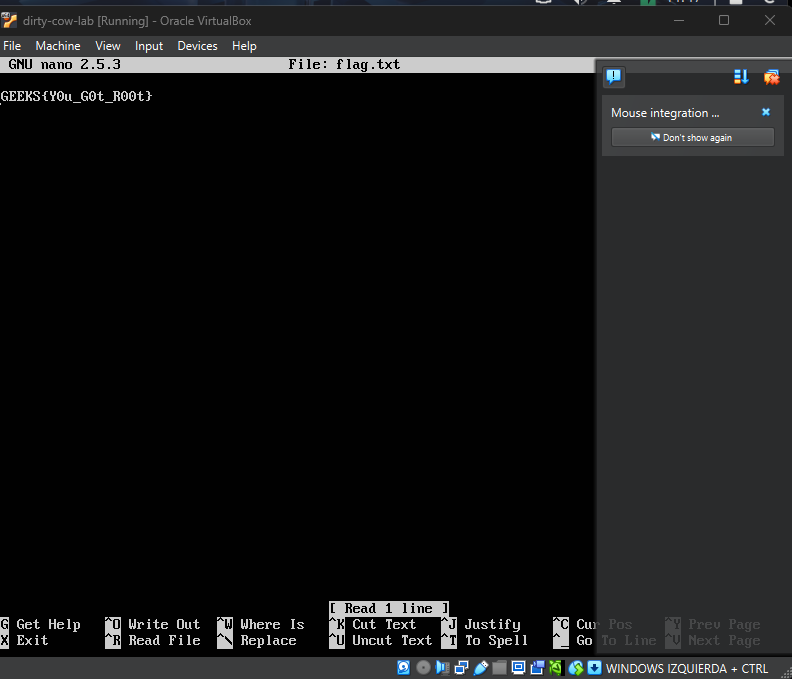 dirty-cow-lab [Running] - Oracle VirtualBox
File Machine View Input Devices Help
GNU nano 2.5.3 File: flag.txt
GEEKS{Y0u_G0t_R00t}
Mouse integration ...
Don't show again
[ Read 1 line ]
G Get Help ^O Write Out ^W Where Is ^K Cut Text ^J Justify ^C Cur Pos ^Y Prev Page
X Exit ^R Read File ^\ Replace ^U Uncut Text ^T To Spell ^_ Go To Line ^V Next Page
WINDOWS IZQUIERDA + CTRL